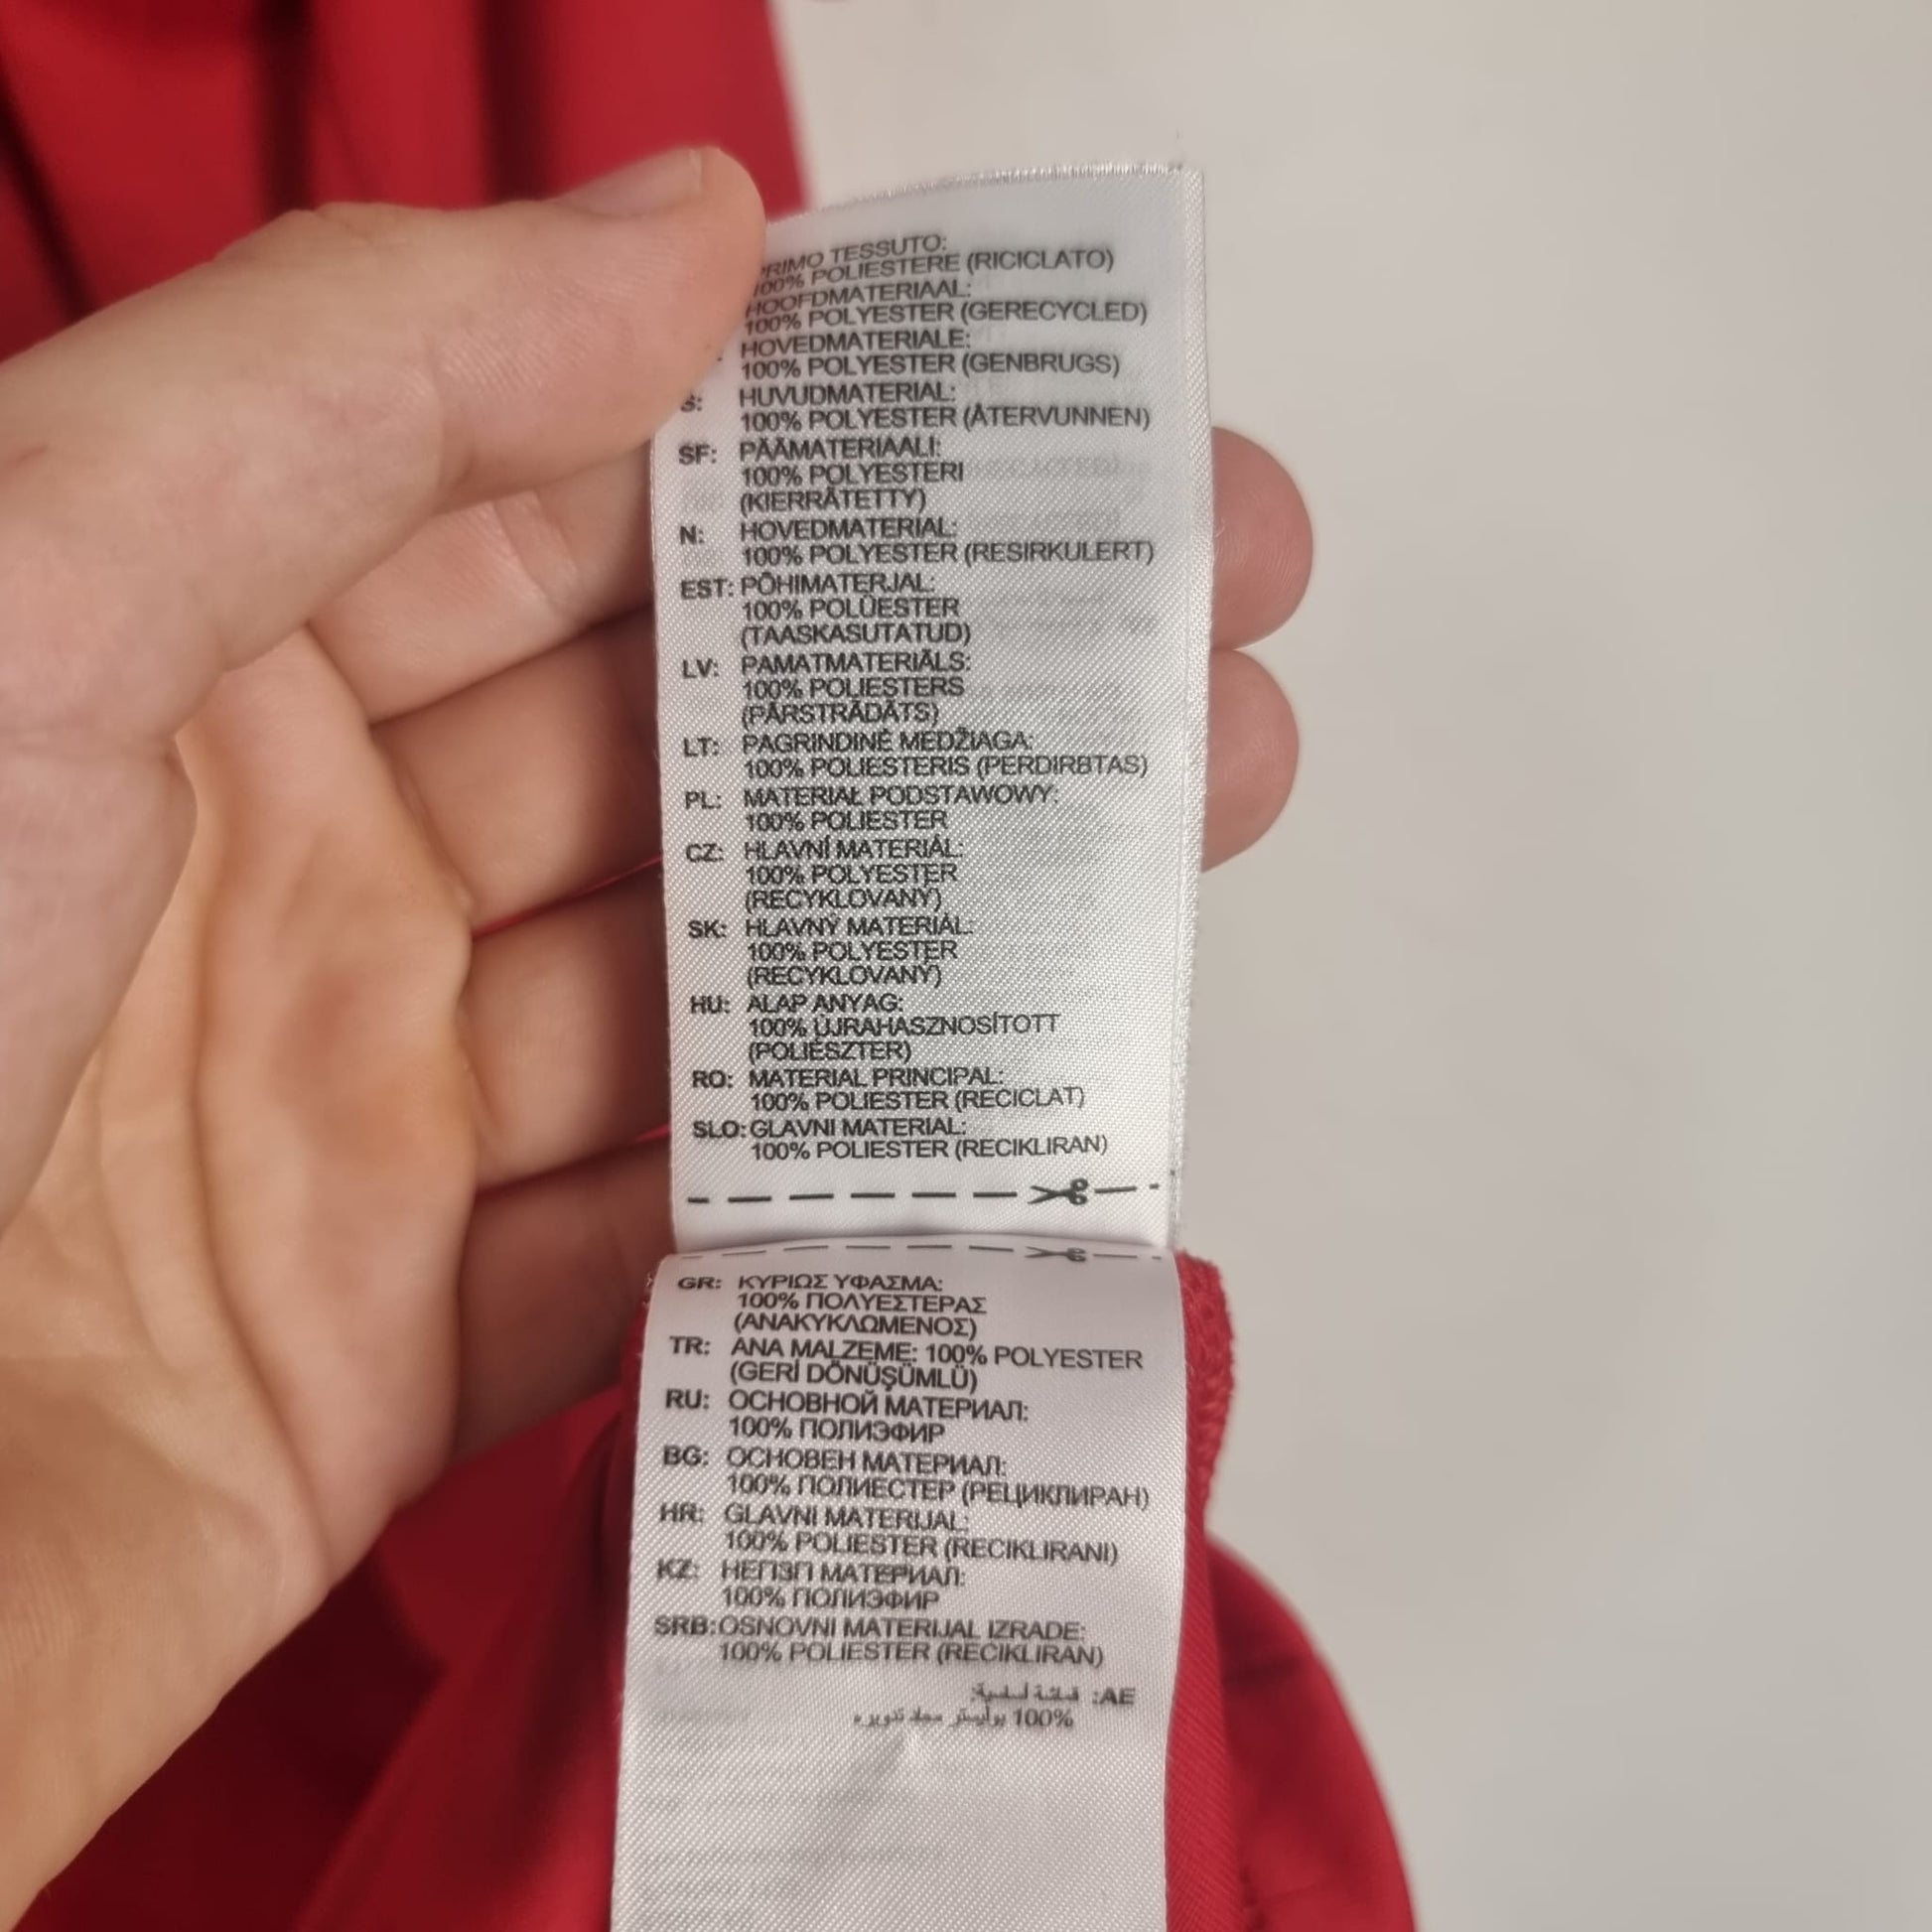 PRIMO TESSUTO:
100% POLIESTERE (RICICLATO)
HOOFDMATERIAAL:
100% POLYESTER (GERECYCLED)
HOVEDMATERIALE:
100% POLYESTER (GENBRUGS)
S: HUVUDMATERIAL:
100% POLYESTER (ÅTERVUNNEN)
SF: PÄÄMATERIAALI:
100% POLYESTERI
(KIERRÄTETTY)
N: HOVEDMATERIAL:
100% POLYESTER (RESIRKULERT)
EST: PÕHIMATERJAL:
100% POLÜESTER
(TAASKASUTATUD)
LV: PAMATMATERIĀLS:
100% POLIESTERS
(PĀRSTRĀDĀTS)
LT: PAGRINDINĖ MEDŽIAGA:
100% POLIESTERIS (PERDIRBTAS)
PL: MATERIAŁ PODSTAWOWY:
100% POLIESTER
CZ: HLAVNÍ MATERIÁL:
100% POLYESTER
(RECYKLOVANÝ)
SK: HLAVNÝ MATERIÁL:
100% POLYESTER
(RECYKLOVANÝ)
HU: ALAP ANYAG:
100% ÚJRAHASZNOSÍTOTT
(POLIÉSZTER)
RO: MATERIAL PRINCIPAL:
100% POLIESTER (RECICLAT)
SLO: GLAVNI MATERIAL:
100% POLIESTER (RECIKLIRAN)
GR: ΚΥΡΙΩΣ ΥΦΑΣΜΑ:
100% ΠΟΛΥΕΣΤΕΡΑΣ
(ΑΝΑΚΥΚΛΩΜΕΝΟΣ)
TR: ANA MALZEME: 100% POLYESTER
(GERİ DÖNÜŞÜMLÜ)
RU: ОСНОВНОЙ МАТЕРИАЛ:
100% ПОЛИЭФИР
BG: ОСНОВЕН МАТЕРИАЛ:
100% ПОЛИЕСТЕР (РЕЦИКЛИРАН)
HR: GLAVNI MATERIJAL:
100% POLIESTER (RECIKLIRANI)
KZ: НЕГІЗГІ МАТЕРИАЛ:
100% ПОЛИЭФИР
SRB: OSNOVNI MATERIJAL IZRADE:
100% POLIESTER (RECIKLIRAN)
AE: قماشة أساسية:
100% بوليستر معاد تدويره